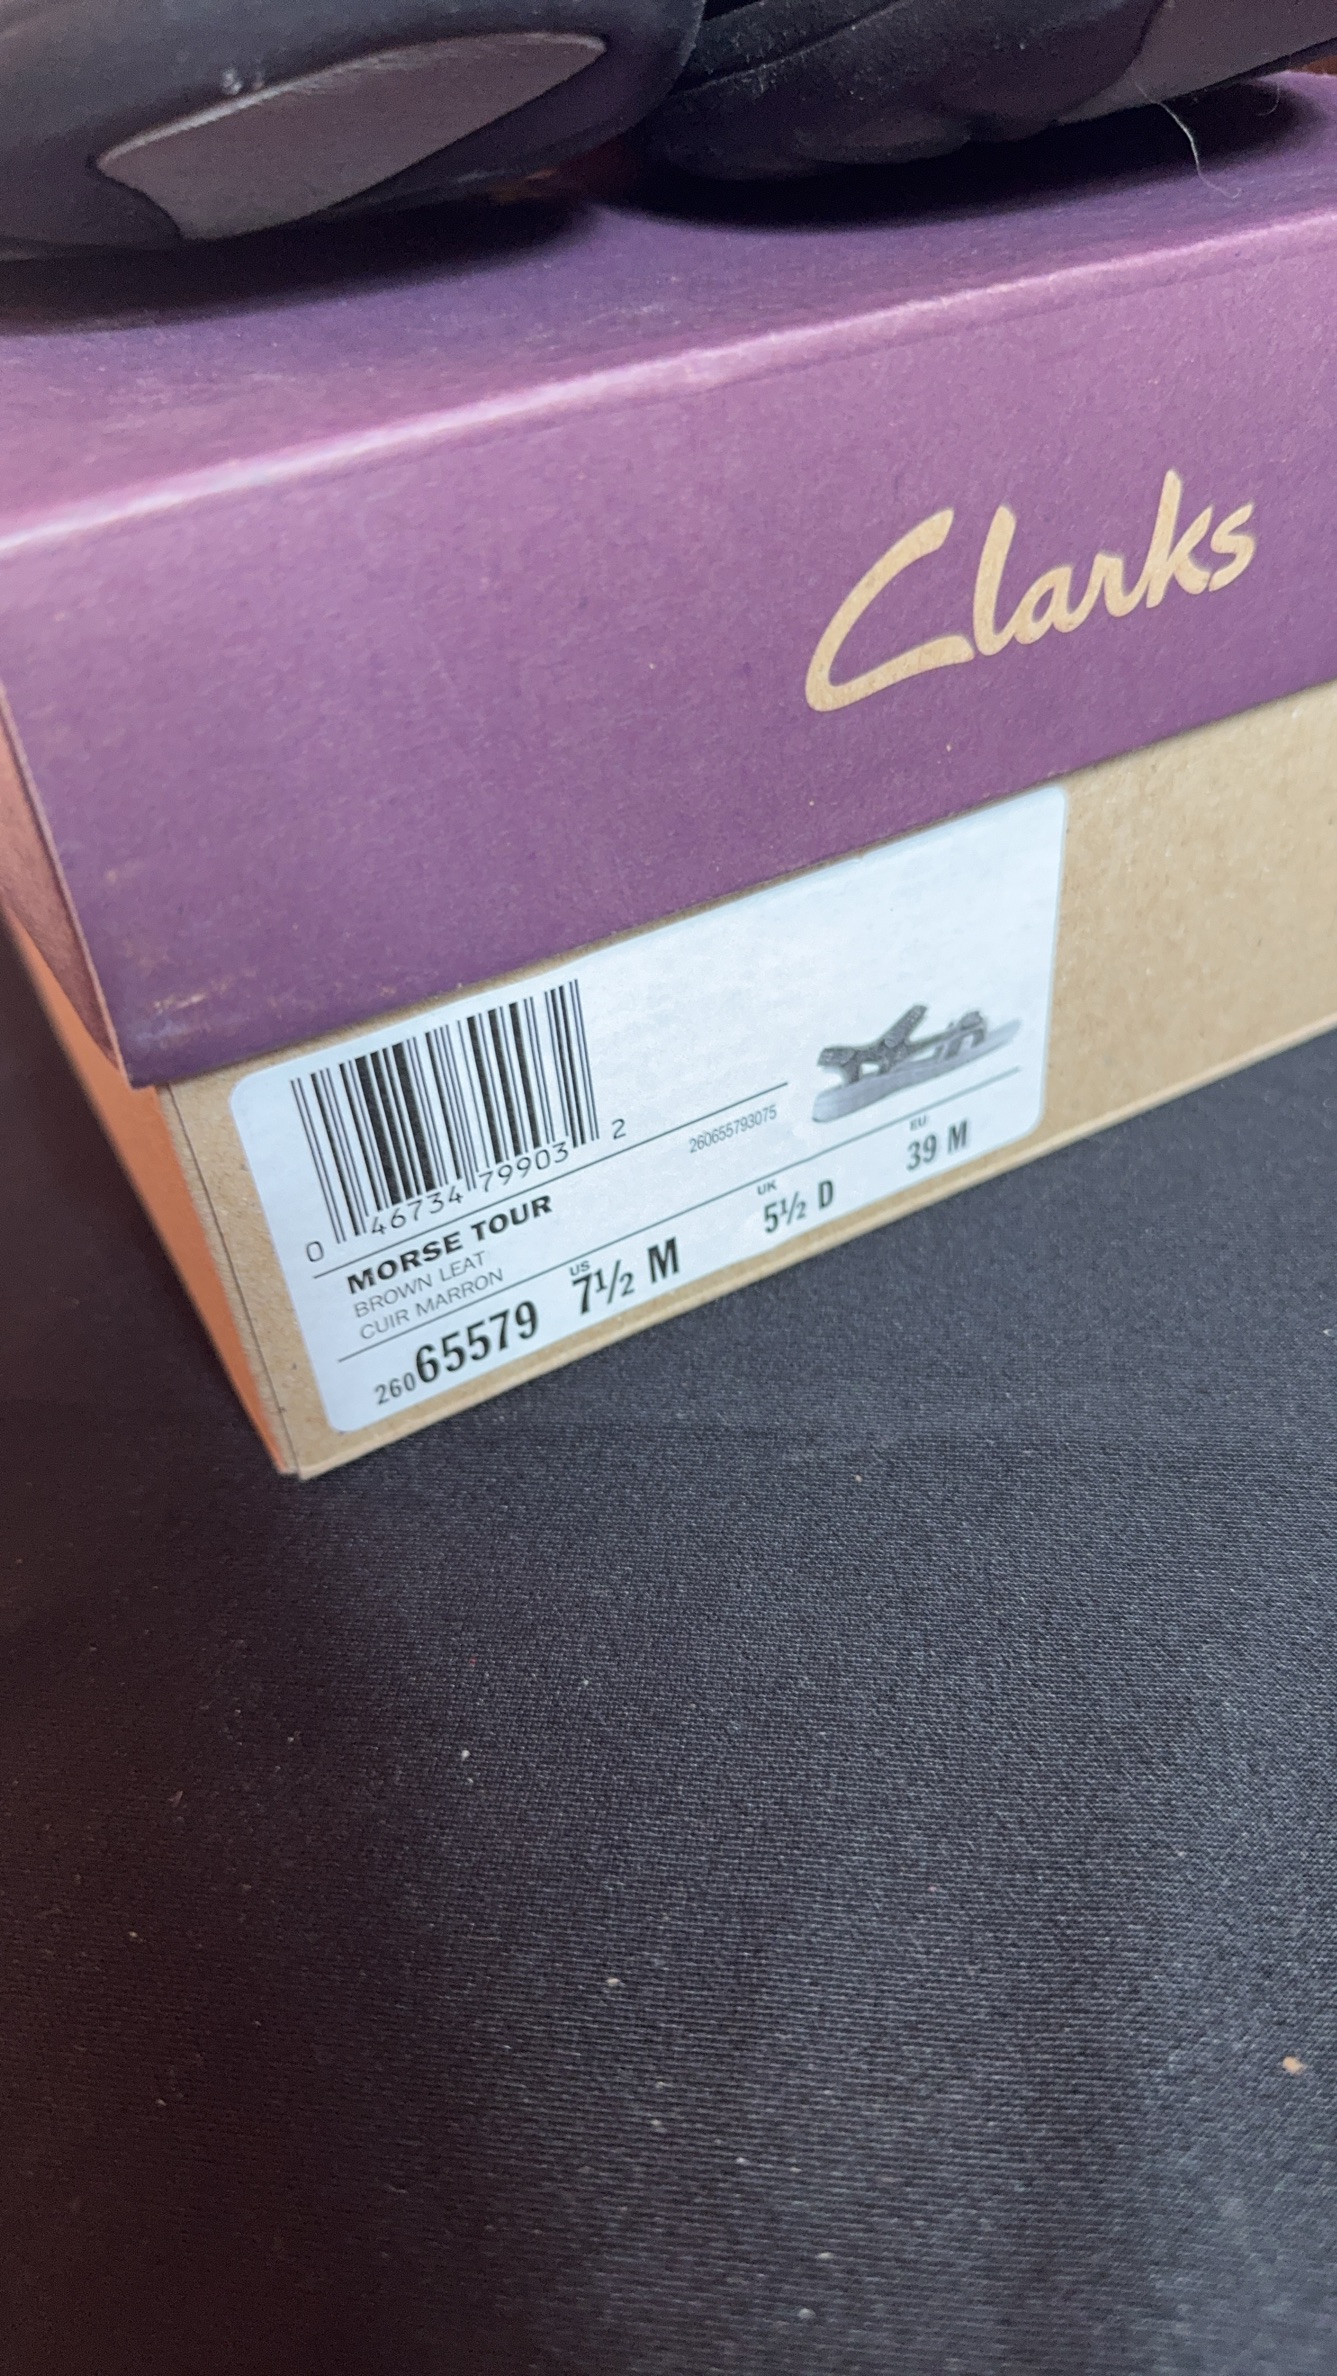 Clarks
0 46734 79903 2
260655793075
MORSE TOUR
BROWN LEAT
CUIR MARRON
26065579
US
7½ M
UK
5½ D
EU
39 M